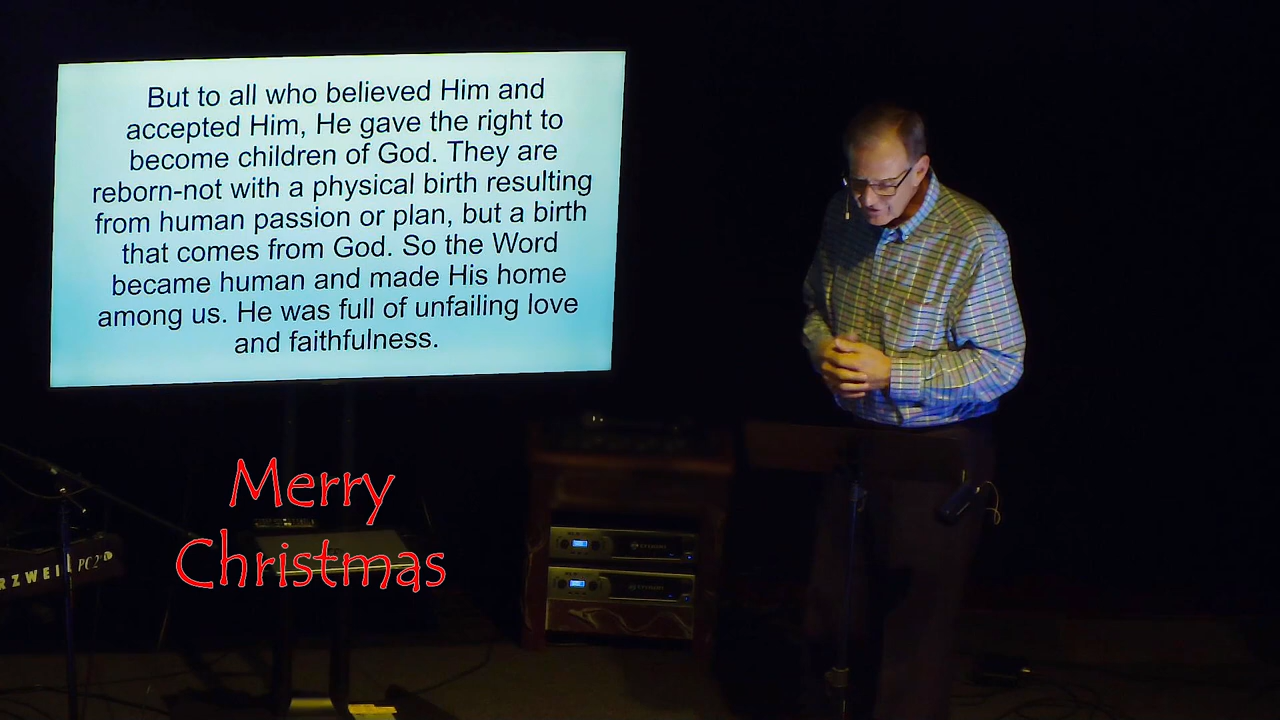 But to all who believed Him and
accepted Him, He gave the right to
become children of God. They are
reborn-not with a physical birth resulting
from human passion or plan, but a birth
that comes from God. So the Word
became human and made His home
among us. He was full of unfailing love
and faithfulness.
Merry
Christmas
RZWEIL PC2